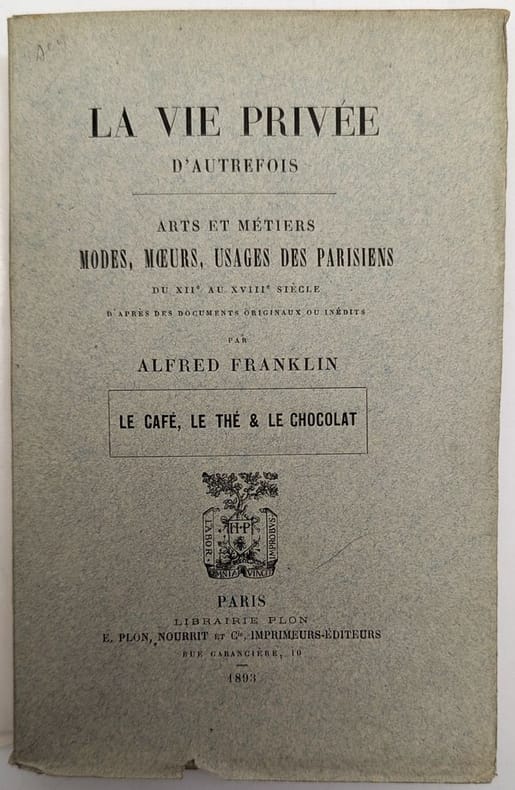 LA VIE PRIVÉE
D'AUTREFOIS
ARTS ET MÉTIERS
MODES, MŒURS, USAGES DES PARISIENS
DU XIIe AU XVIIIe SIÈCLE
D'APRÈS DES DOCUMENTS ORIGINAUX OU INÉDITS
PAR
ALFRED FRANKLIN
LE CAFÉ, LE THÉ & LE CHOCOLAT
H·P
LABOR
OMNIA VINCIT
IMPROBVS
PARIS
LIBRAIRIE PLON
E. PLON, NOURRIT ET Cie, IMPRIMEURS-ÉDITEURS
RUE GARANCIÈRE, 10
1893